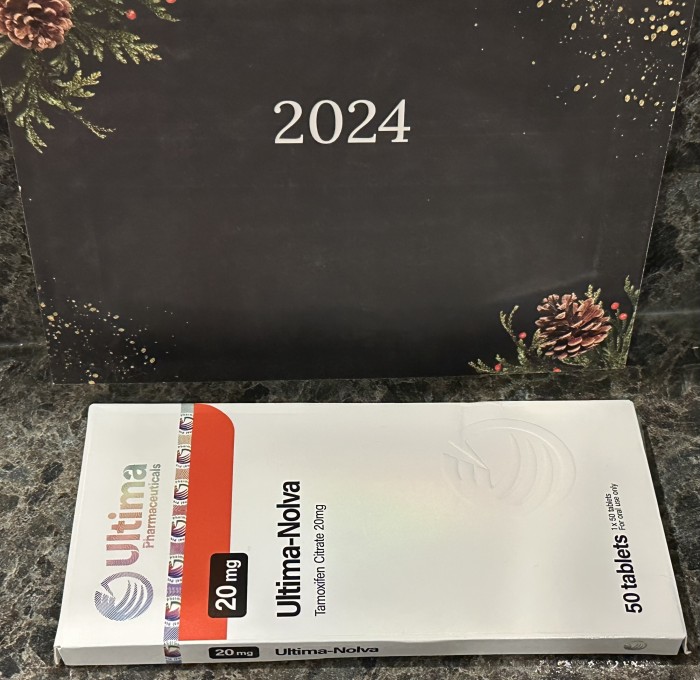 2024
Ultima
Pharmaceuticals
20 mg
Ultima-Nolva
Tamoxifen Citrate 20mg
50 tablets
1 x 50 tablets
For oral use only
20 mg
Ultima-Nolva